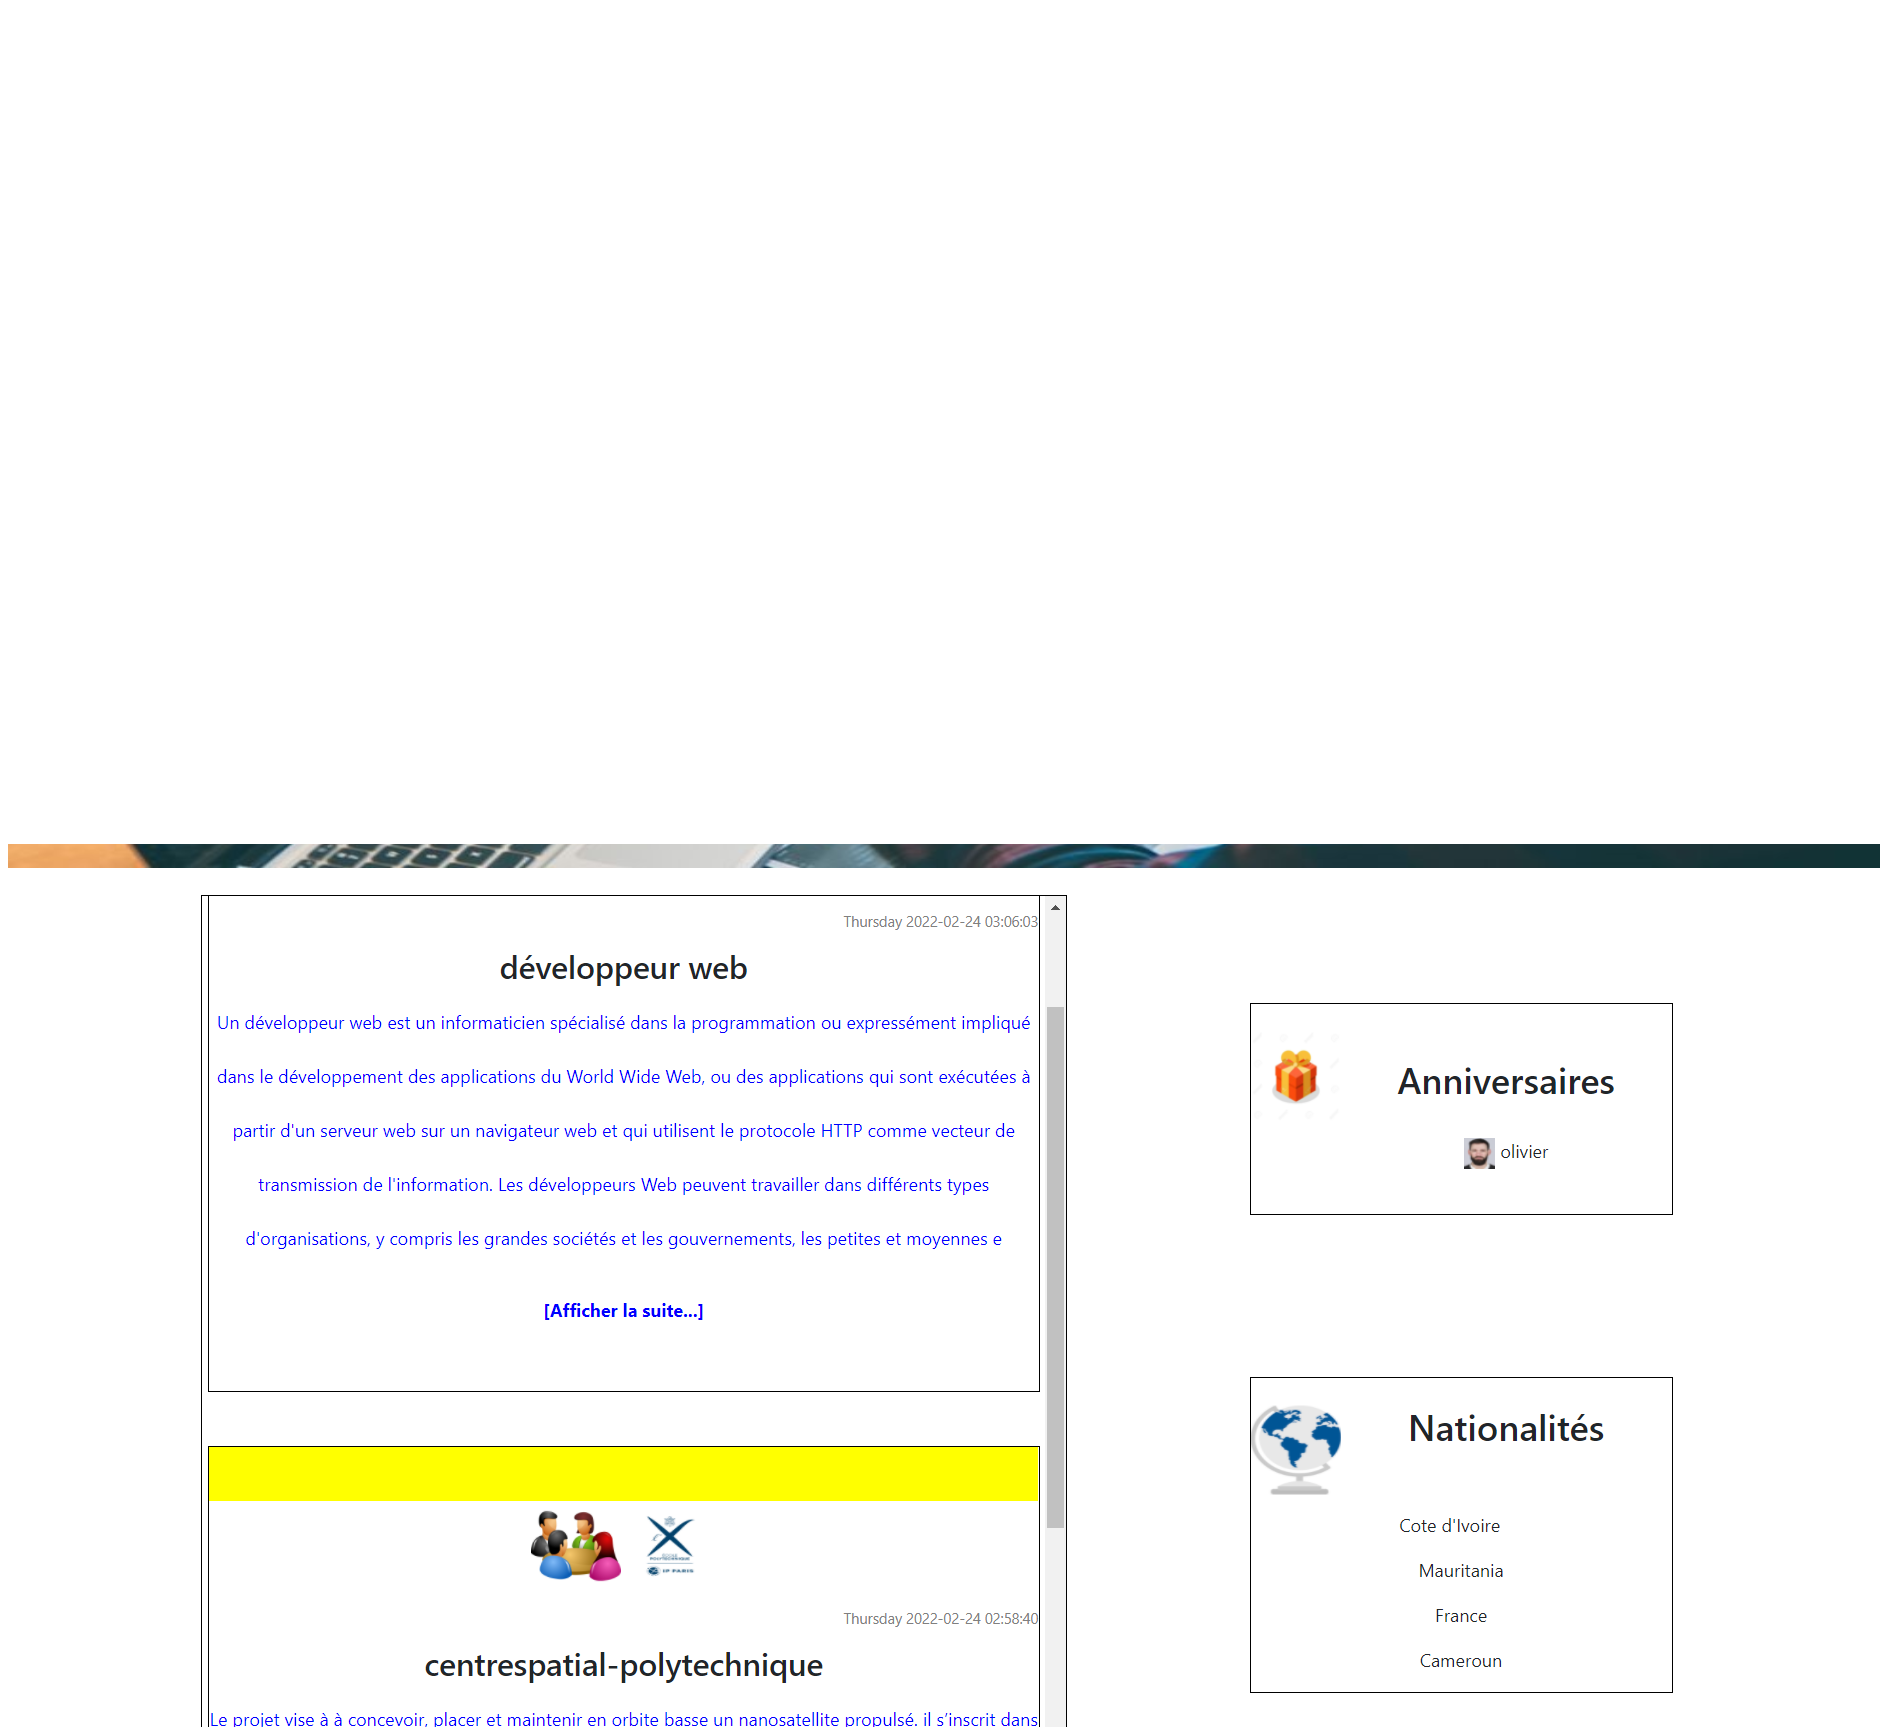 Thursday 2022-02-24 03:06:03
développeur web
Un développeur web est un informaticien spécialisé dans la programmation ou expressément impliqué
dans le développement des applications du World Wide Web, ou des applications qui sont exécutées à
partir d'un serveur web sur un navigateur web et qui utilisent le protocole HTTP comme vecteur de
transmission de l'information. Les développeurs Web peuvent travailler dans différents types
d'organisations, y compris les grandes sociétés et les gouvernements, les petites et moyennes e
[Afficher la suite...]
ÉCOLE
POLYTECHNIQUE
IP PARIS
Thursday 2022-02-24 02:58:40
centrespatial-polytechnique
Le projet vise à à concevoir, placer et maintenir en orbite basse un nanosatellite propulsé. il s’inscrit dans
Anniversaires
olivier
Nationalités
Cote d'Ivoire
Mauritania
France
Cameroun